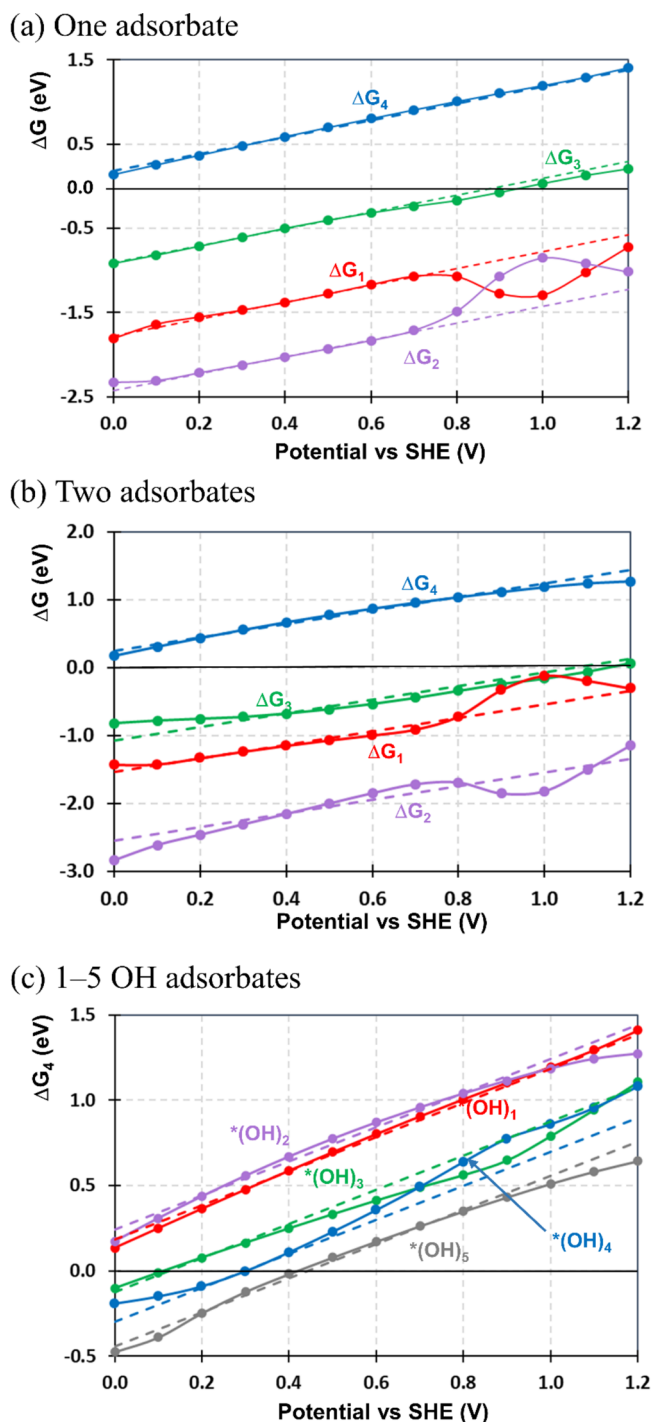 (a) One adsorbate
ΔG (eV)
1.5
0.5
0.0
-0.5
-1.5
-2.5
ΔG₄
ΔG₃
ΔG₁
ΔG₂
0.0 0.2 0.4 0.6 0.8 1.0 1.2
Potential vs SHE (V)
(b) Two adsorbates
ΔG (eV)
2.0
1.0
0.0
-1.0
-2.0
-3.0
ΔG₄
ΔG₃
ΔG₁
ΔG₂
0.0 0.2 0.4 0.6 0.8 1.0 1.2
Potential vs SHE (V)
(c) 1–5 OH adsorbates
ΔG₄ (eV)
1.5
1.0
0.5
0.0
-0.5
*(OH)₂
*(OH)₁
*(OH)₃
*(OH)₄
*(OH)₅
0.0 0.2 0.4 0.6 0.8 1.0 1.2
Potential vs SHE (V)